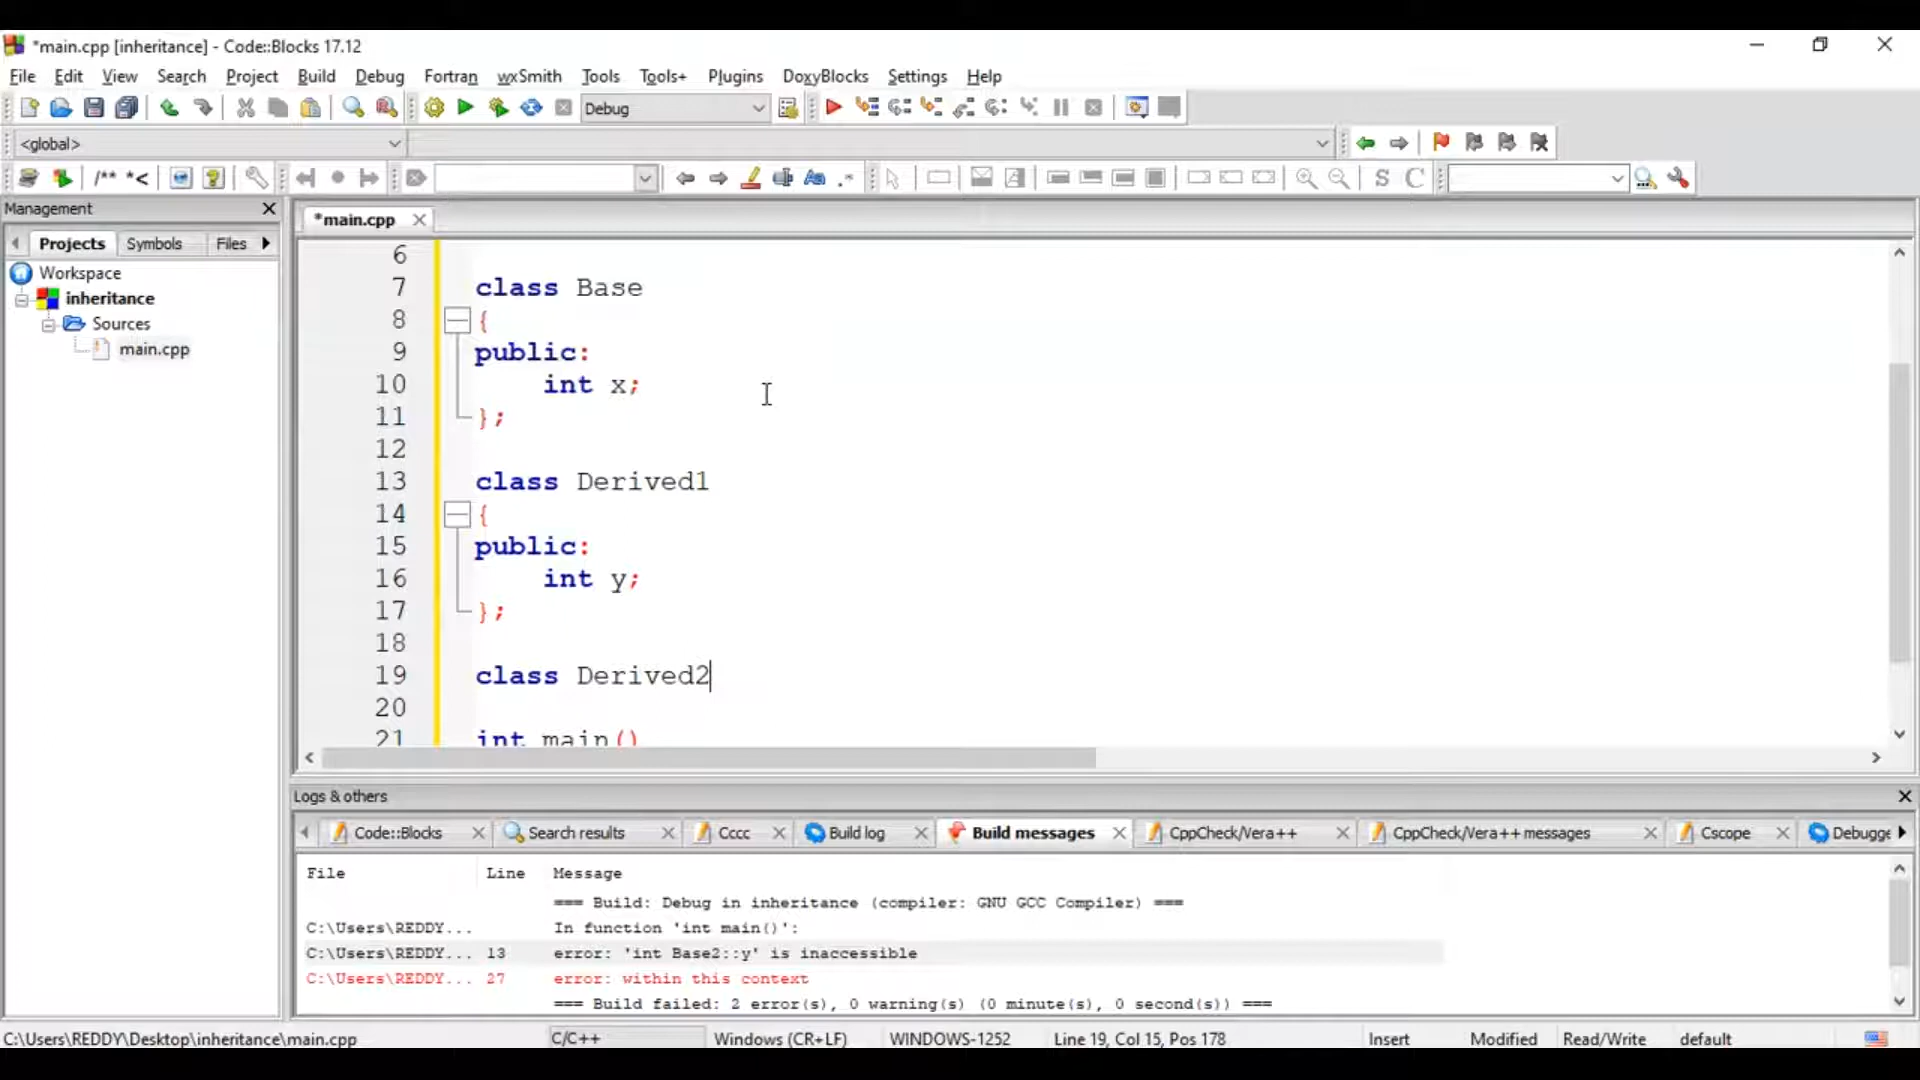 *main.cpp [inheritance] - Code::Blocks 17.12
File Edit View Search Project Build Debug Fortran wxSmith Tools Tools+ Plugins DoxyBlocks Settings Help
Debug
<global>
/** *<
S C
Management
Projects Symbols Files
*main.cpp
Workspace
inheritance
Sources
main.cpp
6
7 class Base
8 {
9 public:
10 int x;
11 };
12
13 class Derived1
14 {
15 public:
16 int y;
17 };
18
19 class Derived2
20
21 int main()
Logs & others
Code::Blocks Search results Cccc Build log Build messages CppCheck/Vera++ CppCheck/Vera++ messages Cscope Debugge
File Line Message
=== Build: Debug in inheritance (compiler: GNU GCC Compiler) ===
C:\Users\REDDY... In function 'int main()':
C:\Users\REDDY... 13 error: 'int Base2::y' is inaccessible
C:\Users\REDDY... 27 error: within this context
=== Build failed: 2 error(s), 0 warning(s) (0 minute(s), 0 second(s)) ===
C:\Users\REDDY\Desktop\inheritance\main.cpp C/C++ Windows (CR+LF) WINDOWS-1252 Line 19, Col 15, Pos 178 Insert Modified Read/Write default